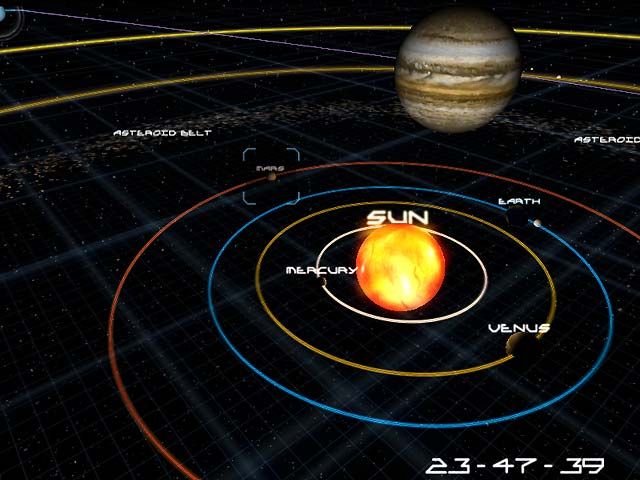 ASTEROID BELT
ASTEROID
MARS
EARTH
SUN
MERCURY
VENUS
23-47-39